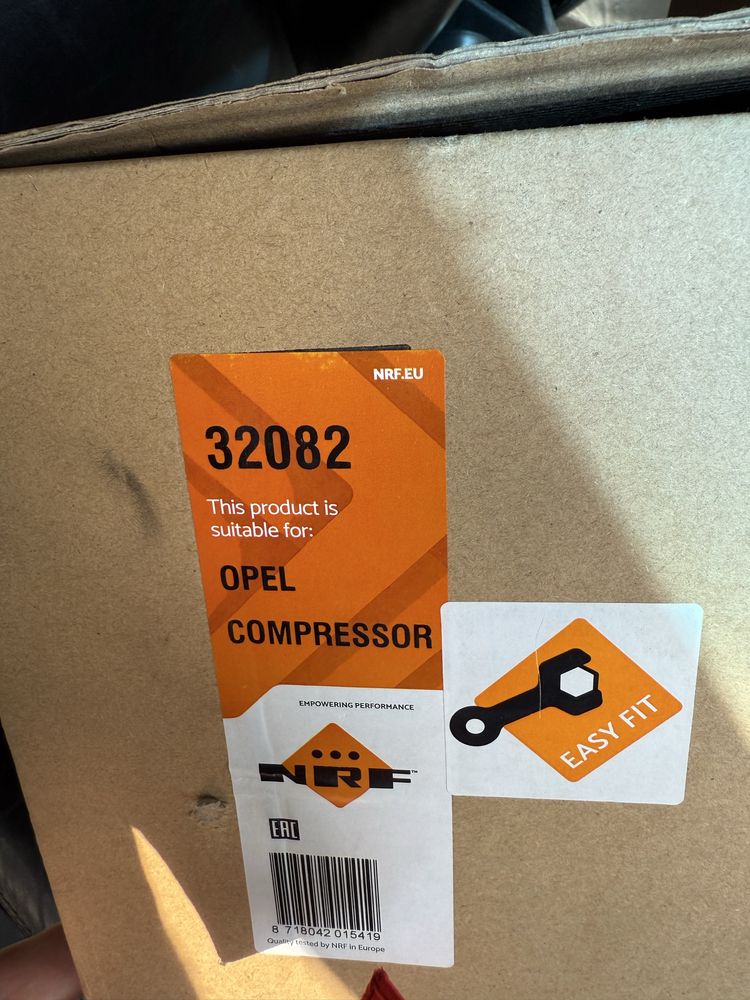 NRF.EU
32082
This product is
suitable for:
OPEL
COMPRESSOR
EMPOWERING PERFORMANCE
NRF™
EASY FIT
EAC
8 718042 015419
Quality tested by NRF in Europe